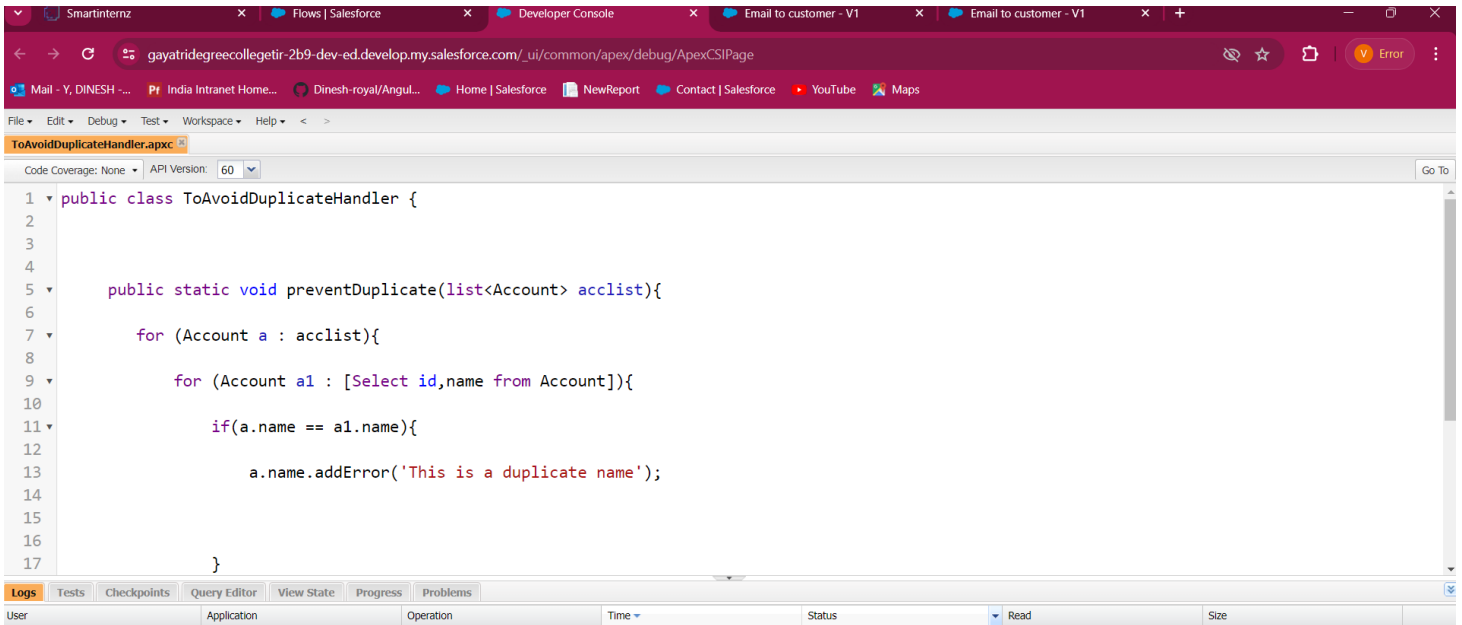 Smartinternz
Flows | Salesforce
Developer Console
Email to customer - V1
Email to customer - V1
gayatridegreecollegetir-2b9-dev-ed.develop.my.salesforce.com/_ui/common/apex/debug/ApexCSIPage
V Error
Mail - Y, DINESH -... India Intranet Home... Dinesh-royal/Angul... Home | Salesforce NewReport Contact | Salesforce YouTube Maps
File Edit Debug Test Workspace Help < >
ToAvoidDuplicateHandler.apxc
Code Coverage: None API Version: 60 Go To
1 public class ToAvoidDuplicateHandler {
2
3
4
5 public static void preventDuplicate(list<Account> acclist){
6
7 for (Account a : acclist){
8
9 for (Account a1 : [Select id,name from Account]){
10
11 if(a.name == a1.name){
12
13 a.name.addError('This is a duplicate name');
14
15
16
17 }
Logs Tests Checkpoints Query Editor View State Progress Problems
User Application Operation Time Status Read Size